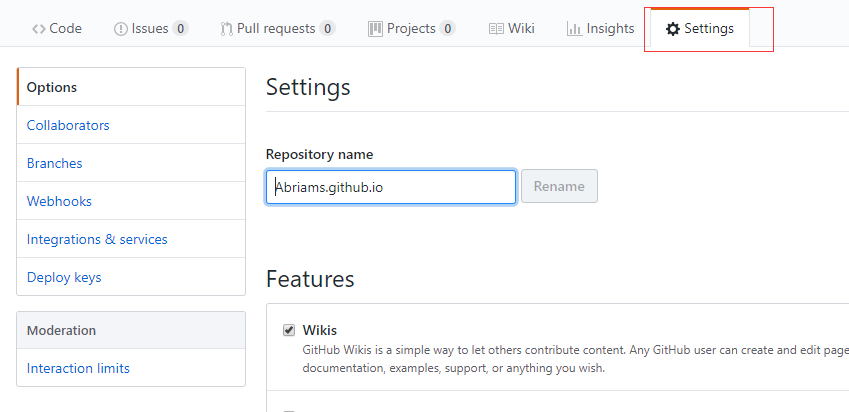 Code Issues 0 Pull requests 0 Projects 0 Wiki Insights Settings
Options
Collaborators
Branches
Webhooks
Integrations & services
Deploy keys
Moderation
Interaction limits
Settings
Repository name
Abriams.github.io Rename
Features
Wikis
GitHub Wikis is a simple way to let others contribute content. Any GitHub user can create and edit page
documentation, examples, support, or anything you wish.